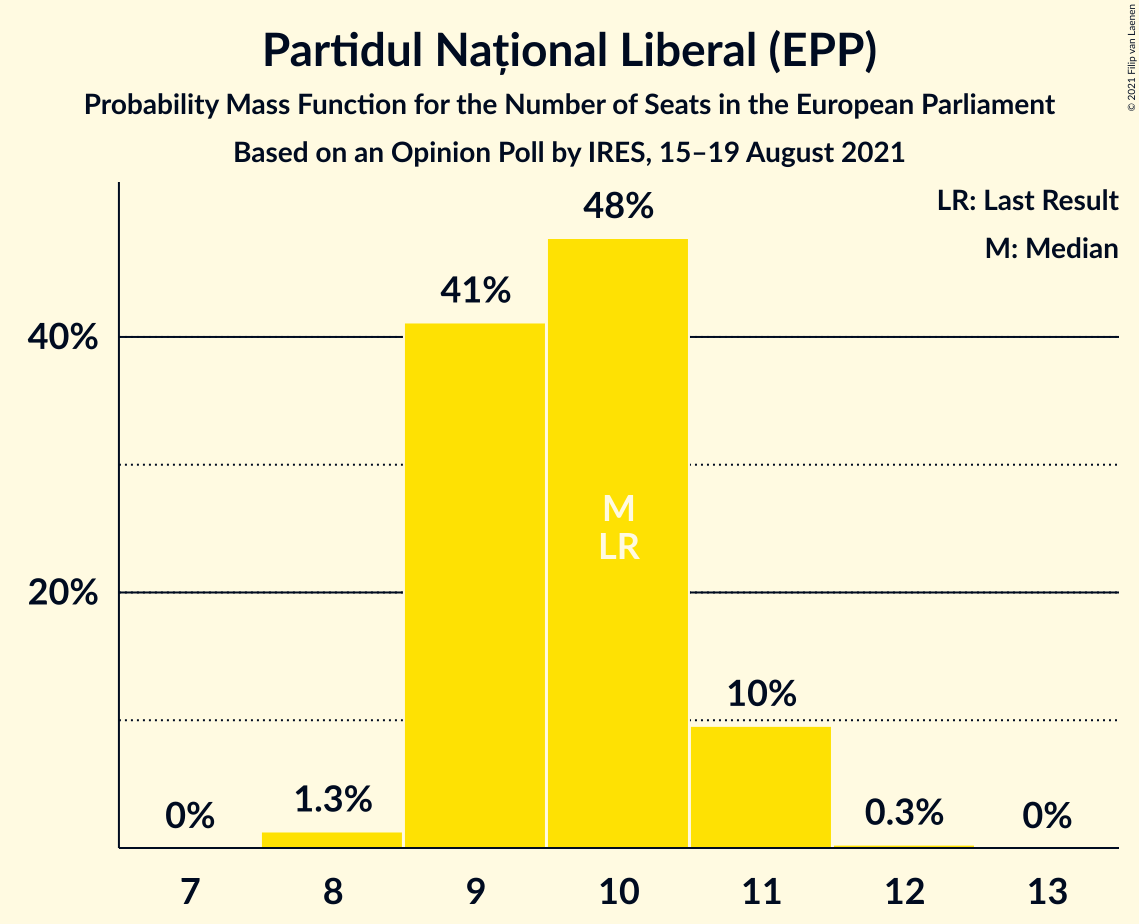 Partidul Național Liberal (EPP)
Probability Mass Function for the Number of Seats in the European Parliament
Based on an Opinion Poll by IRES, 15–19 August 2021
© 2021 Filip van Laenen
LR: Last Result
M: Median
48%
41%
40%
M
LR
20%
10%
1.3%
0.3%
0%
0%
7
8
9
10
11
12
13